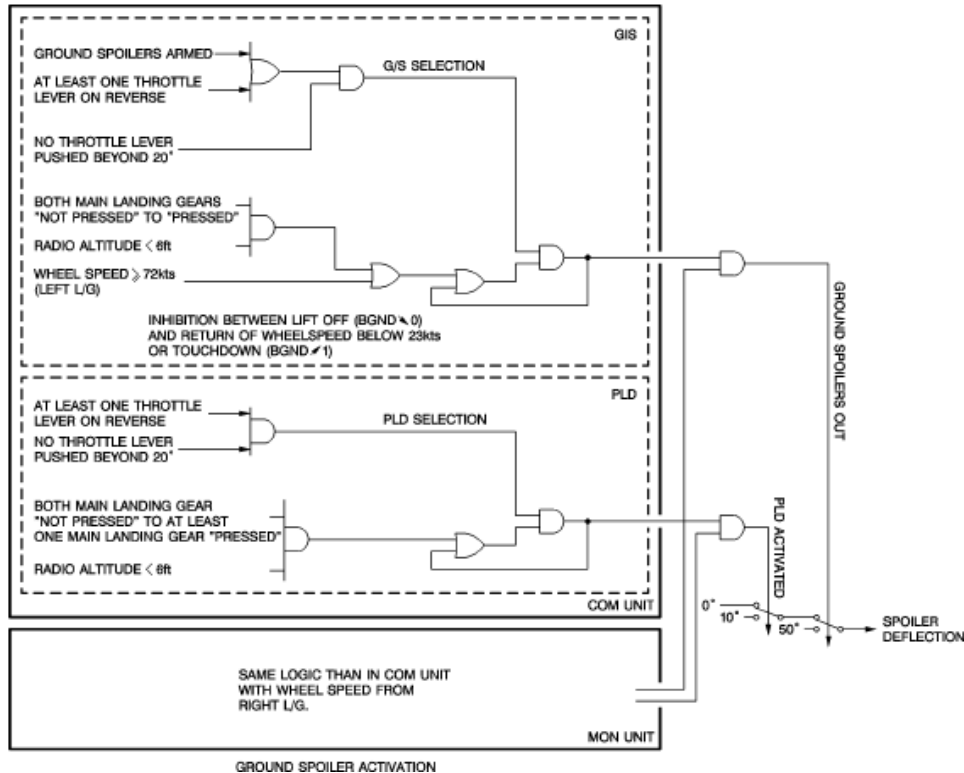 GIS
GROUND SPOILERS ARMED
G/S SELECTION
AT LEAST ONE THROTTLE
LEVER ON REVERSE
NO THROTTLE LEVER
PUSHED BEYOND 20°
BOTH MAIN LANDING GEARS
"NOT PRESSED" TO "PRESSED"
RADIO ALTITUDE < 6ft
WHEEL SPEED ⩾ 72kts
(LEFT L/G)
INHIBITION BETWEEN LIFT OFF (BGND ↘ 0)
AND RETURN OF WHEELSPEED BELOW 23kts
OR TOUCHDOWN (BGND ↗ 1)
GROUND SPOILERS OUT
PLD
AT LEAST ONE THROTTLE
LEVER ON REVERSE
PLD SELECTION
NO THROTTLE LEVER
PUSHED BEYOND 20°
BOTH MAIN LANDING GEAR
"NOT PRESSED" TO AT LEAST
ONE MAIN LANDING GEAR "PRESSED"
RADIO ALTITUDE < 6ft
PLD ACTIVATED
COM UNIT
0°
10°
50°
SPOILER
DEFLECTION
SAME LOGIC THAN IN COM UNIT
WITH WHEEL SPEED FROM
RIGHT L/G.
MON UNIT
GROUND SPOILER ACTIVATION